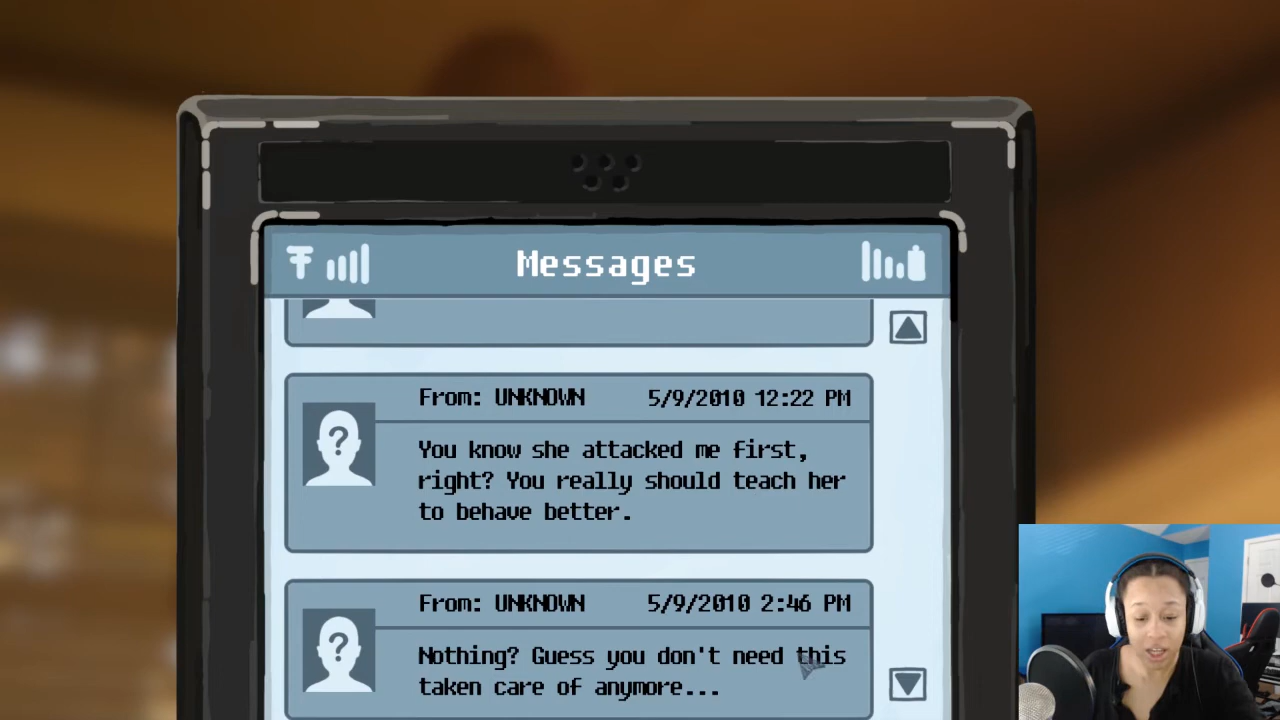 Messages
From: UNKNOWN 5/9/2010 12:22 PM
You know she attacked me first,
right? You really should teach her
to behave better.
From: UNKNOWN 5/9/2010 2:46 PM
Nothing? Guess you don't need this
taken care of anymore...